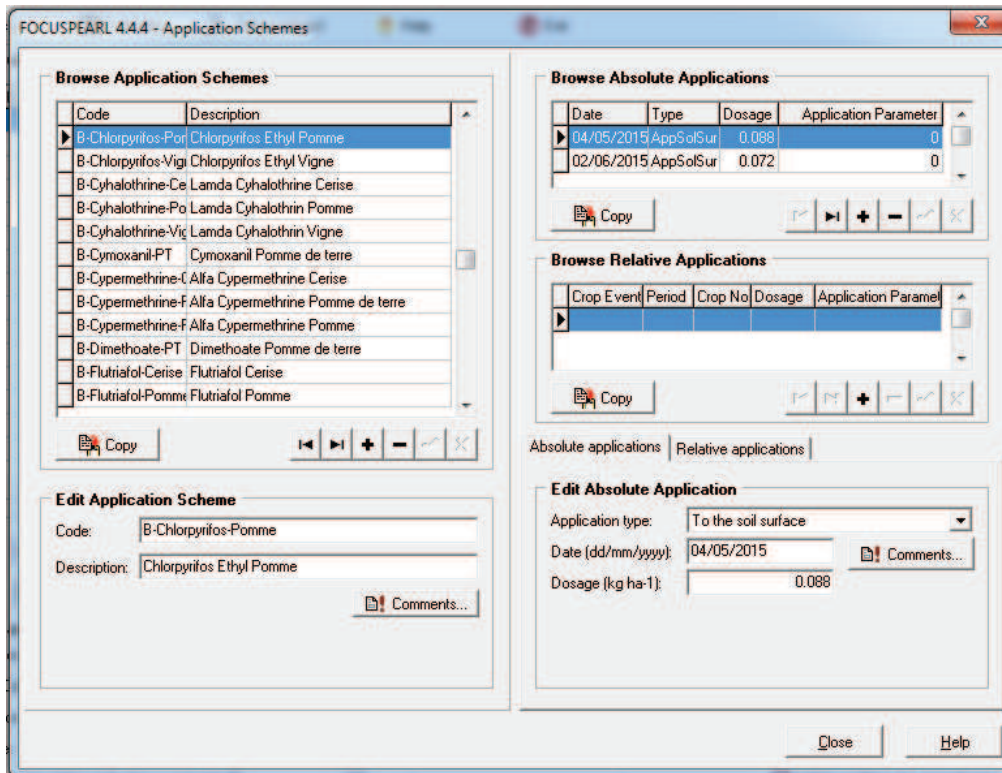 FOCUSPEARL 4.4.4 - Application Schemes
Browse Application Schemes
Code Description
B-Chlorpyrifos-Por Chlorpyrifos Ethyl Pomme
B-Chlorpyrifos-Vig Chlorpyrifos Ethyl Vigne
B-Cyhalothrine-Ce Lamda Cyhalothrine Cerise
B-Cyhalothrine-Po Lamda Cyhalothrin Pomme
B-Cyhalothrine-Vig Lamda Cyhalothrin Vigne
B-Cymoxanil-PT Cymoxanil Pomme de terre
B-Cypermethrine-C Alfa Cypermethrine Cerise
B-Cypermethrine-F Alfa Cypermethrine Pomme de terre
B-Cypermethrine-F Alfa Cypermethrine Pomme
B-Dimethoate-PT Dimethoate Pomme de terre
B-Flutriafol-Cerise Flutriafol Cerise
B-Flutriafol-Pomme Flutriafol Pomme
Copy
Edit Application Scheme
Code: B-Chlorpyrifos-Pomme
Description: Chlorpyrifos Ethyl Pomme
Comments...
Browse Absolute Applications
Date Type Dosage Application Parameter
04/05/2015 AppSolSur 0.088 0
02/06/2015 AppSolSur 0.072 0
Copy
Browse Relative Applications
Crop Event Period Crop No Dosage Application Paramet
Copy
Absolute applications Relative applications
Edit Absolute Application
Application type: To the soil surface
Date (dd/mm/yyyy): 04/05/2015
Comments...
Dosage (kg ha-1): 0.088
Close Help